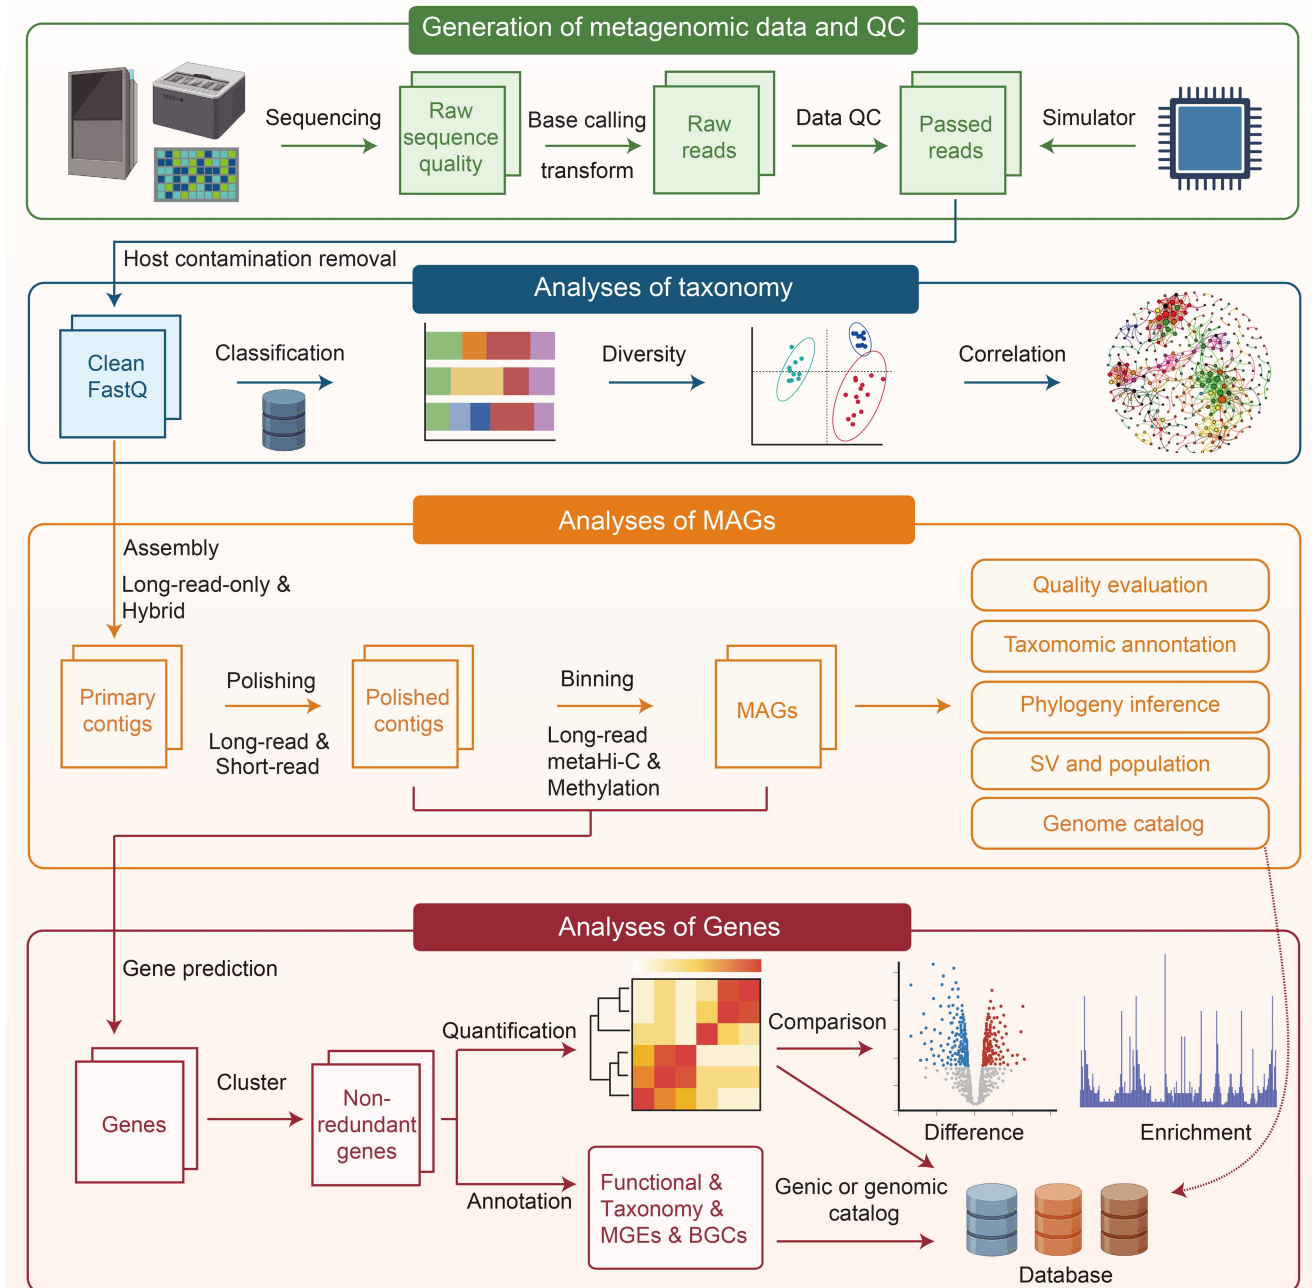 Generation of metagenomic data and QC
Sequencing
Raw
sequence
quality
Base calling
transform
Raw
reads
Data QC
Passed
reads
Simulator
Host contamination removal
Analyses of taxonomy
Clean
FastQ
Classification
Diversity
Correlation
Analyses of MAGs
Assembly
Long-read-only &
Hybrid
Primary
contigs
Polishing
Long-read &
Short-read
Polished
contigs
Binning
Long-read
metaHi-C &
Methylation
MAGs
Quality evaluation
Taxomomic annontation
Phylogeny inference
SV and population
Genome catalog
Analyses of Genes
Gene prediction
Genes
Cluster
Non-
redundant
genes
Quantification
Comparison
Difference
Enrichment
Annotation
Functional &
Taxonomy &
MGEs & BGCs
Genic or genomic
catalog
Database